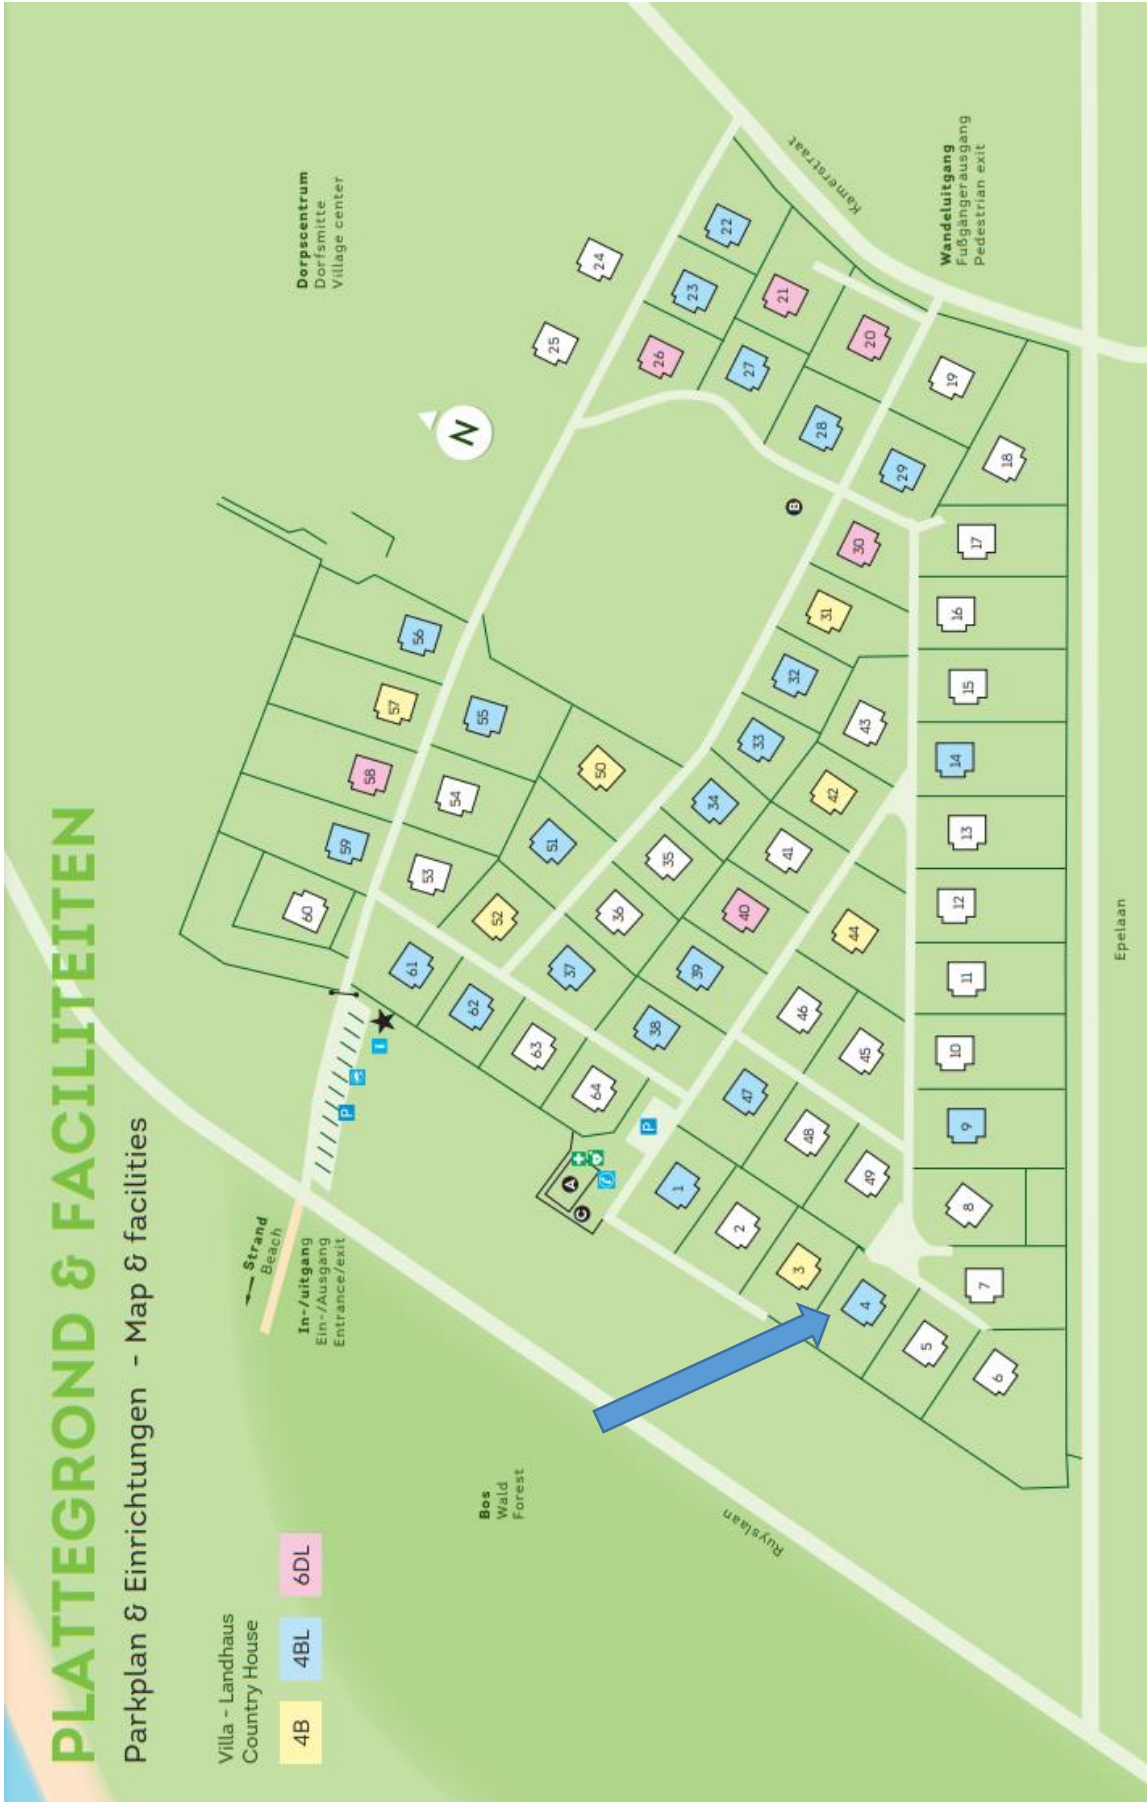 PLATTEGROND & FACILITEITEN
Parkplan & Einrichtungen - Map & facilities
Villa - Landhaus
Country House
4B
4BL
6DL
Strand
Beach
In-/uitgang
Ein-/Ausgang
Entrance/exit
Dorpscentrum
Dorfsmitte
Village center
Bos
Wald
Forest
Ruyslaan
Kamerstraat
Wandeluitgang
Fußgängerausgang
Pedestrian exit
Epelaan
N
P
i
P
i
A
B
C
1
2
3
4
5
6
7
8
9
10
11
12
13
14
15
16
17
18
19
20
21
22
23
24
25
26
27
28
29
30
31
32
33
34
35
36
37
38
39
40
41
42
43
44
45
46
47
48
49
50
51
52
53
54
55
56
57
58
59
60
61
62
63
64